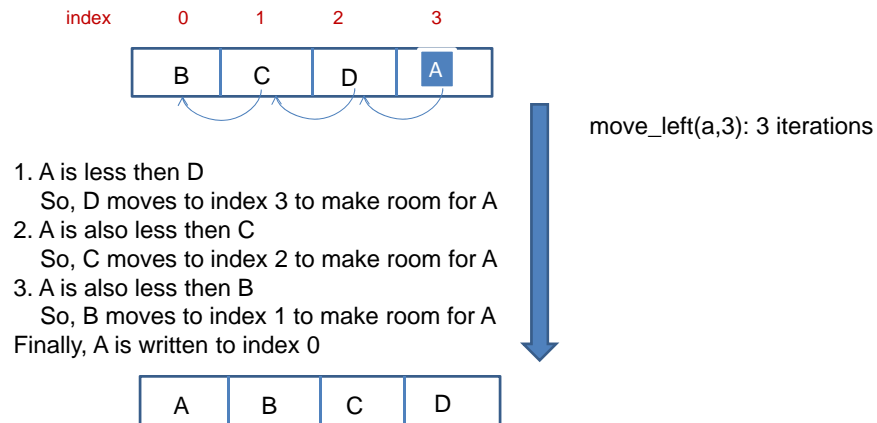 index 0 1 2 3
B C D A
move_left(a,3): 3 iterations
1. A is less then D
So, D moves to index 3 to make room for A
2. A is also less then C
So, C moves to index 2 to make room for A
3. A is also less then B
So, B moves to index 1 to make room for A
Finally, A is written to index 0
A B C D